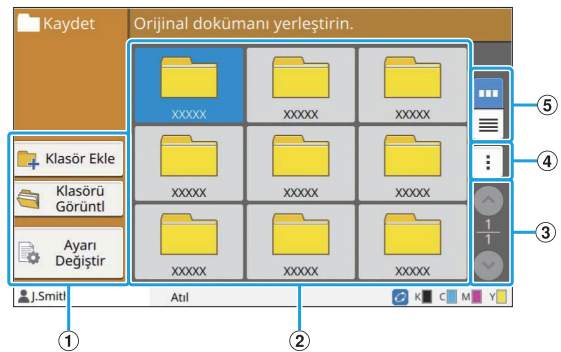 Kaydet
Orijinal dokümanı yerleştirin.
XXXXX XXXXX XXXXX
XXXXX XXXXX XXXXX
XXXXX XXXXX XXXXX
Klasör Ekle
Klasörü
Görüntl
Ayarı
Değiştir
1
1
J.Smith
Atıl
K C M Y
5
4
3
1
2